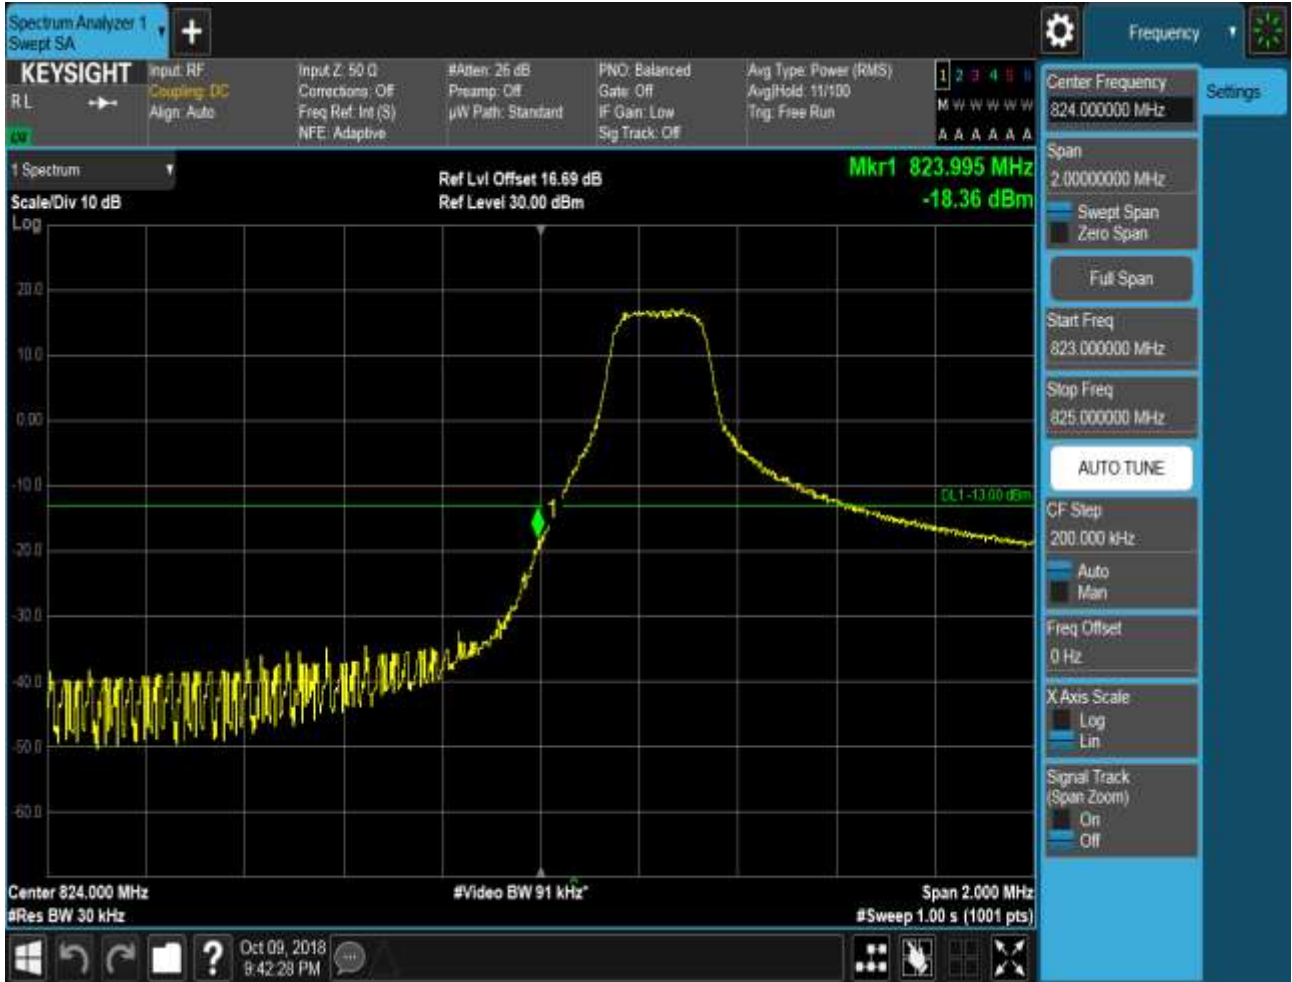 Spectrum Analyzer 1
Swept SA
Frequency
KEYSIGHT
R L
LXI
Input: RF
Coupling: DC
Align: Auto
Input Z: 50 Ω
Corrections: Off
Freq Ref: Int (S)
NFE: Adaptive
#Atten: 26 dB
Preamp: Off
µW Path: Standard
PNO: Balanced
Gate: Off
IF Gain: Low
Sig Track: Off
Avg Type: Power (RMS)
Avg|Hold: 11/100
Trig: Free Run
1 2 3 4 5 6
M W W W W W
A A A A A A
1 Spectrum
Scale/Div 10 dB
Log
Ref Lvl Offset 16.69 dB
Ref Level 30.00 dBm
Mkr1 823.995 MHz
-18.36 dBm
20.0
10.0
0.00
-10.0
-20.0
-30.0
-40.0
-50.0
-60.0
1
DL1 -13.00 dBm
Center 824.000 MHz
#Video BW 91 kHz*
Span 2.000 MHz
#Res BW 30 kHz
#Sweep 1.00 s (1001 pts)
?
Oct 09, 2018
9:42:28 PM
Center Frequency
824.000000 MHz
Settings
Span
2.00000000 MHz
Swept Span
Zero Span
Full Span
Start Freq
823.000000 MHz
Stop Freq
825.000000 MHz
AUTO TUNE
CF Step
200.000 kHz
Auto
Man
Freq Offset
0 Hz
X Axis Scale
Log
Lin
Signal Track
(Span Zoom)
On
Off